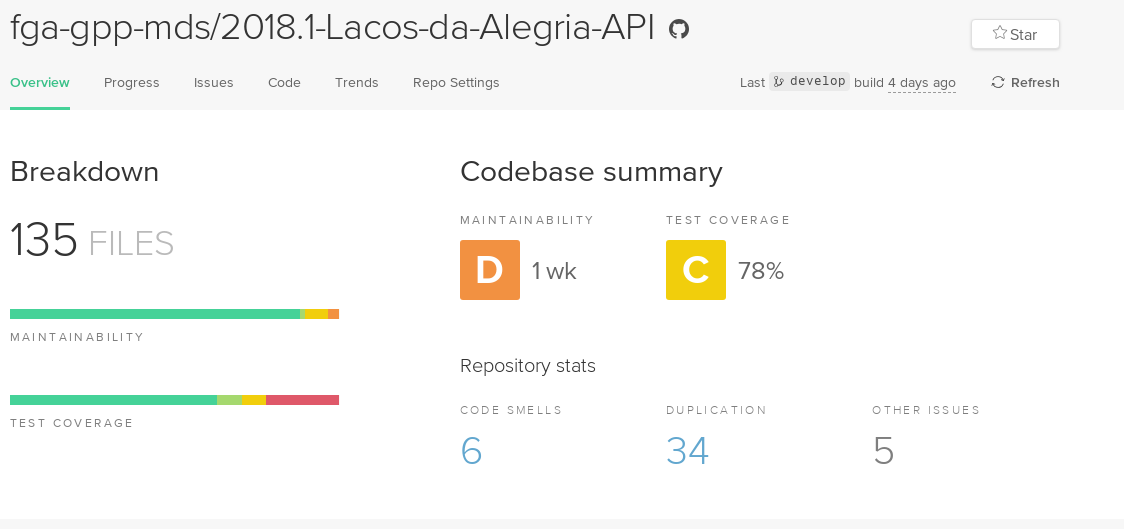 fga-gpp-mds/2018.1-Lacos-da-Alegria-API
Star
Overview Progress Issues Code Trends Repo Settings Last develop build 4 days ago Refresh
Breakdown
135 FILES
MAINTAINABILITY
TEST COVERAGE
Codebase summary
MAINTAINABILITY TEST COVERAGE
D 1 wk C 78%
Repository stats
CODE SMELLS DUPLICATION OTHER ISSUES
6 34 5